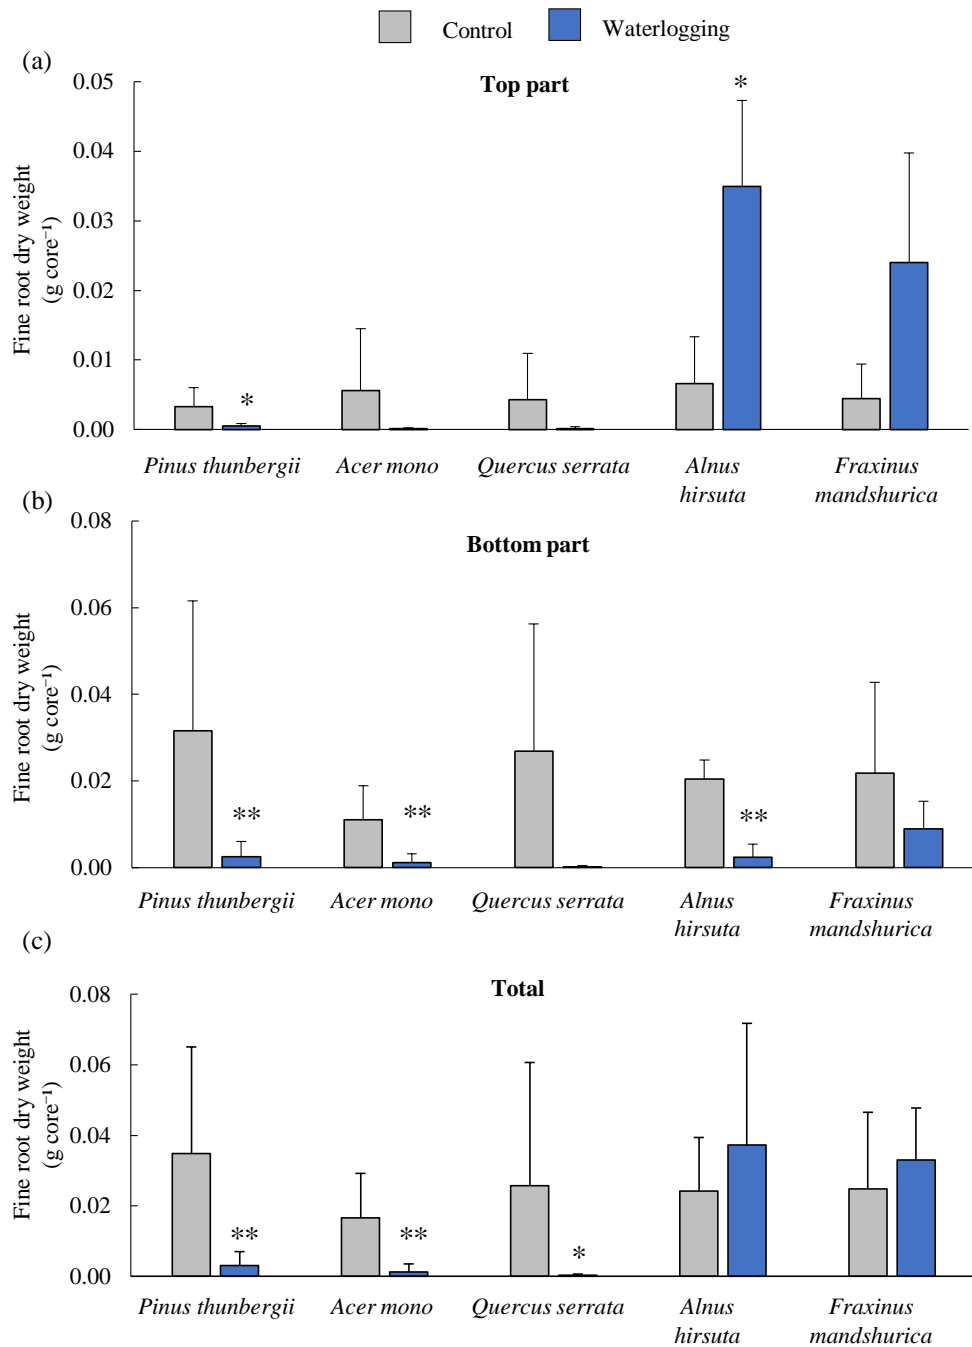 Control Waterlogging
(a)
Top part
Fine root dry weight
(g core⁻¹)
0.05
0.04
0.03
0.02
0.01
0.00
*
*
Pinus thunbergii Acer mono Quercus serrata Alnus Fraxinus
hirsuta mandshurica
(b)
Bottom part
Fine root dry weight
(g core⁻¹)
0.08
0.06
0.04
0.02
0.00
** ** **
Pinus thunbergii Acer mono Quercus serrata Alnus Fraxinus
hirsuta mandshurica
(c)
Total
Fine root dry weight
(g core⁻¹)
0.08
0.06
0.04
0.02
0.00
** ** *
Pinus thunbergii Acer mono Quercus serrata Alnus Fraxinus
hirsuta mandshurica